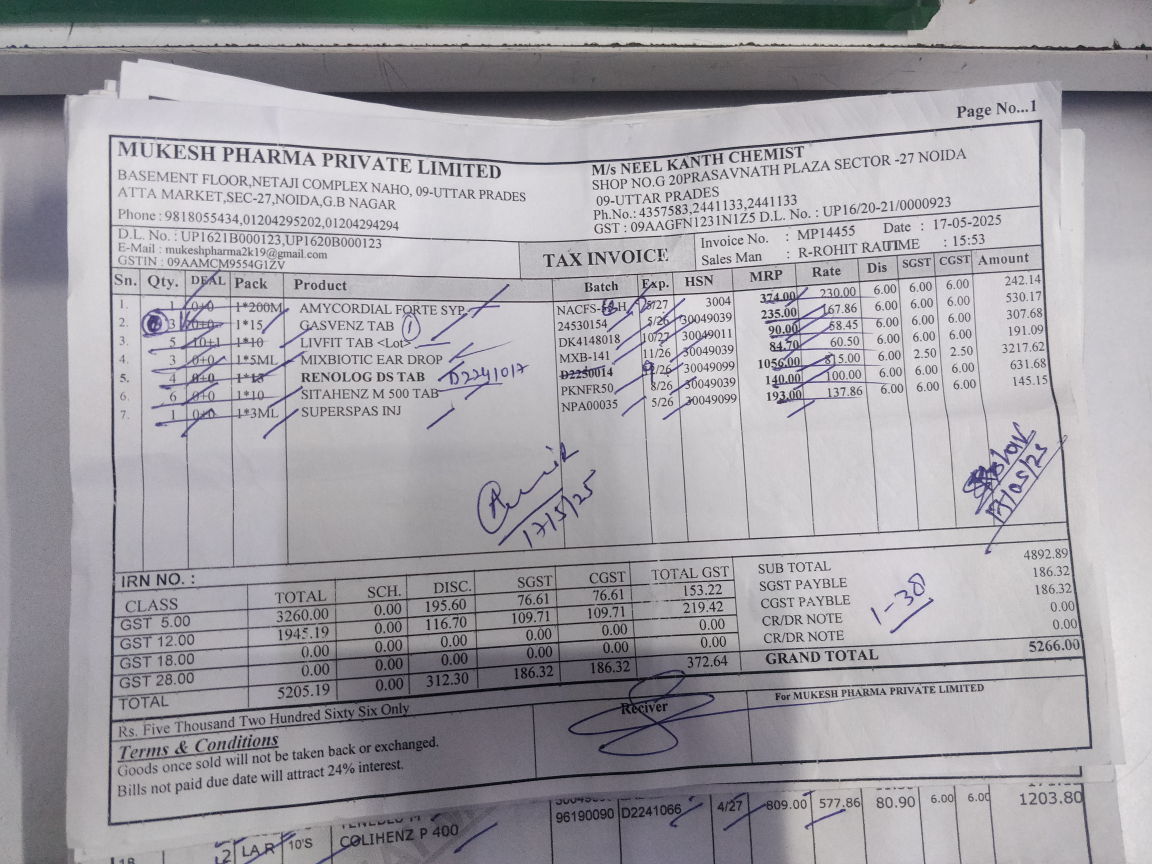 Page No...1
MUKESH PHARMA PRIVATE LIMITED
BASEMENT FLOOR,NETAJI COMPLEX NAHO, 09-UTTAR PRADES
ATTA MARKET,SEC-27,NOIDA,G.B NAGAR
Phone : 9818055434,01204295202,01204294294
D.L. No. : UP1621B000123,UP1620B000123
E-Mail : mukeshpharma2k19@gmail.com
GSTIN : 09AAMCM9554G1ZV
M/s NEEL KANTH CHEMIST
SHOP NO.G 20PRASAVNATH PLAZA SECTOR -27 NOIDA
09-UTTAR PRADES
Ph.No.: 4357583,2441133,2441133
GST : 09AAGFN1231N1Z5 D.L. No. : UP16/20-21/0000923
TAX INVOICE
Invoice No. : MP14455 Date : 17-05-2025
Sales Man : R-ROHIT RAUTIME : 15:53
Sn. Qty. DEAL Pack Product Batch Exp. HSN MRP Rate Dis SGST CGST Amount
1. 1 0+0 1*200M AMYCORDIAL FORTE SYP. NACFS- H 3004 374.00 230.00 6.00 6.00 6.00 242.14
2. 3 0+0 1*15 GASVENZ TAB 1 24530154 5/26 30049039 235.00 167.86 6.00 6.00 6.00 530.17
3. 5 10+1 1*10 LIVFIT TAB <Lot> DK4148018 10/27 30049011 90.00 58.45 6.00 6.00 6.00 307.68
4. 3 0+0 1*5ML MIXBIOTIC EAR DROP MXB-141 11/26 30049039 84.70 60.50 6.00 6.00 6.00 191.09
5. 4 0+0 RENOLOG DS TAB D2241017 D2250014 30049099 1056.00 815.00 6.00 2.50 2.50 3217.62
6. 6 0+0 1*10 SITAHENZ M 500 TAB PKNFR50 8/26 30049039 140.00 100.00 6.00 6.00 6.00 631.68
7. 1 0+0 1*3ML SUPERSPAS INJ NPA00035 5/26 30049099 193.00 137.86 6.00 6.00 6.00 145.15
17/5/25
17/05/25
IRN NO. :
CLASS TOTAL SCH. DISC. SGST CGST TOTAL GST
GST 5.00 3260.00 0.00 195.60 76.61 76.61 153.22
GST 12.00 1945.19 0.00 116.70 109.71 109.71 219.42
GST 18.00 0.00 0.00 0.00 0.00 0.00 0.00
GST 28.00 0.00 0.00 0.00 0.00 0.00 0.00
TOTAL 5205.19 0.00 312.30 186.32 186.32 372.64
SUB TOTAL 4892.89
SGST PAYBLE 186.32
CGST PAYBLE 186.32
CR/DR NOTE 0.00
CR/DR NOTE 0.00
1-38
GRAND TOTAL 5266.00
Rs. Five Thousand Two Hundred Sixty Six Only
Terms & Conditions
Goods once sold will not be taken back or exchanged.
Bills not paid due date will attract 24% interest.
Reciver
For MUKESH PHARMA PRIVATE LIMITED
96190090 D2241066 4/27 809.00 577.86 80.90 6.00 6.00 1203.80
LAR 10'S COLIHENZ P 400